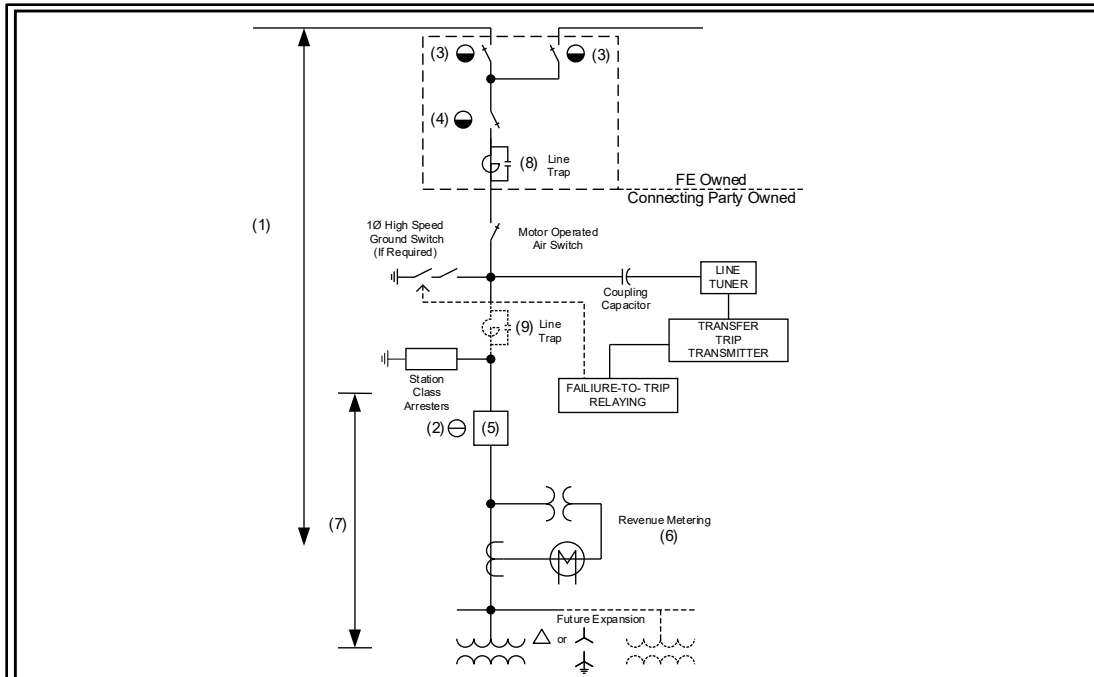 (3)
(3)
(4)
(8) Line
Trap
FE Owned
Connecting Party Owned
(1)
1Ø High Speed
Ground Switch
(If Required)
Motor Operated
Air Switch
Coupling
Capacitor
LINE
TUNER
TRANSFER
TRIP
TRANSMITTER
(9) Line
Trap
Station
Class
Arresters
FAILIURE-TO- TRIP
RELAYING
(2)
(5)
(7)
Revenue Metering
(6)
M
Future Expansion
or